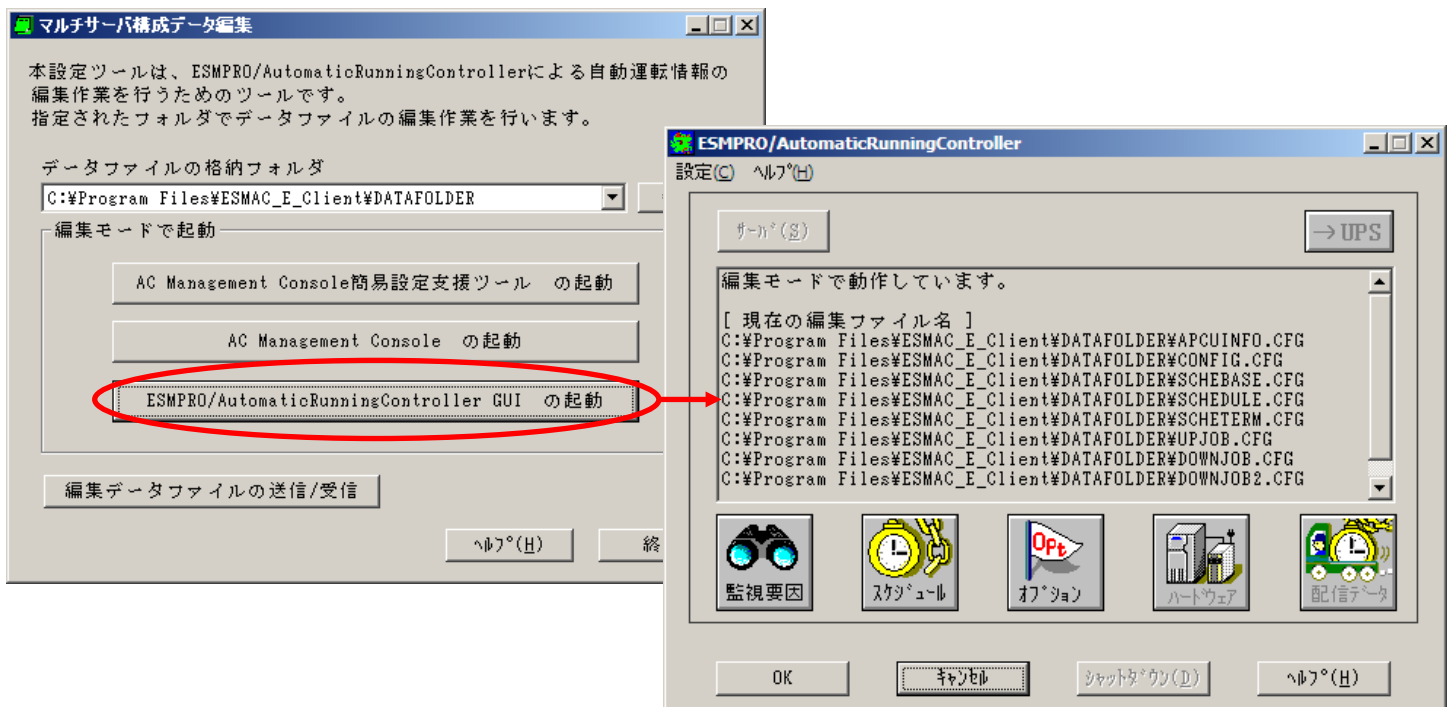 マルチサーバ構成データ編集
本設定ツールは、ESMPRO/AutomaticRunningControllerによる自動運転情報の
編集作業を行うためのツールです。
指定されたフォルダでデータファイルの編集作業を行います。
データファイルの格納フォルダ
C:¥Program Files¥ESMAC_E_Client¥DATAFOLDER
編集モードで起動
AC Management Console簡易設定支援ツール の起動
AC Management Console の起動
ESMPRO/AutomaticRunningController GUI の起動
編集データファイルの送信/受信
ﾍﾙﾌﾟ(H)
終
ESMPRO/AutomaticRunningController
設定(C) ﾍﾙﾌﾟ(H)
ｻｰﾊﾞ(S)
→UPS
編集モードで動作しています。
[ 現在の編集ファイル名 ]
C:¥Program Files¥ESMAC_E_Client¥DATAFOLDER¥APCUINFO.CFG
C:¥Program Files¥ESMAC_E_Client¥DATAFOLDER¥CONFIG.CFG
C:¥Program Files¥ESMAC_E_Client¥DATAFOLDER¥SCHEBASE.CFG
C:¥Program Files¥ESMAC_E_Client¥DATAFOLDER¥SCHEDULE.CFG
C:¥Program Files¥ESMAC_E_Client¥DATAFOLDER¥SCHETERM.CFG
C:¥Program Files¥ESMAC_E_Client¥DATAFOLDER¥UPJOB.CFG
C:¥Program Files¥ESMAC_E_Client¥DATAFOLDER¥DOWNJOB.CFG
C:¥Program Files¥ESMAC_E_Client¥DATAFOLDER¥DOWNJOB2.CFG
OPt
監視要因 ｽｹｼﾞｭｰﾙ ｵﾌﾟｼｮﾝ ﾊｰﾄﾞｳｪｱ 配信ﾃﾞｰﾀ
OK ｷｬﾝｾﾙ ｼｬｯﾄﾀﾞｳﾝ(D) ﾍﾙﾌﾟ(H)